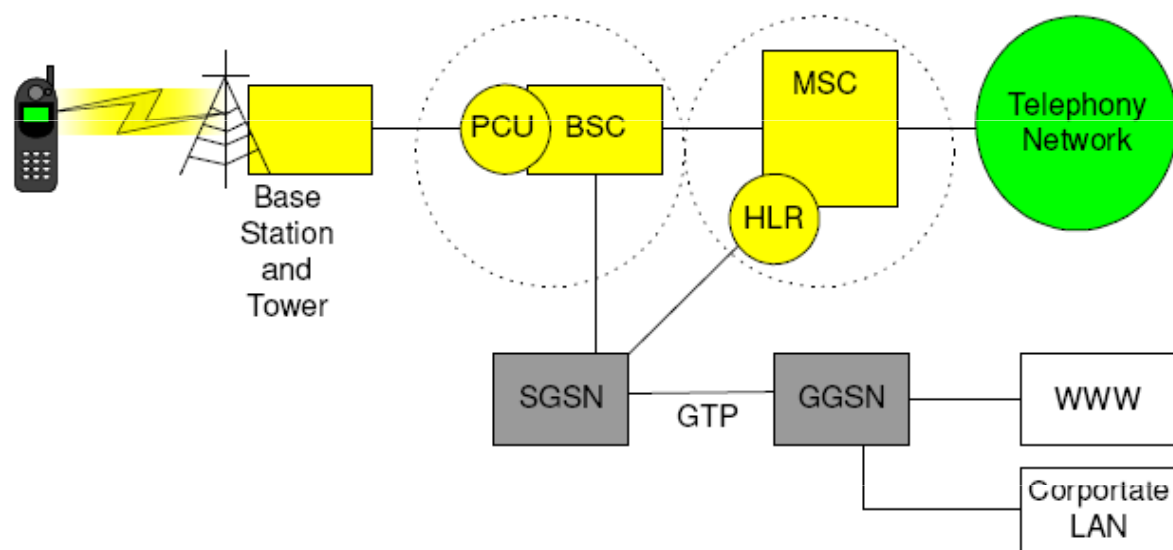 PCU
BSC
MSC
HLR
Telephony
Network
Base
Station
and
Tower
SGSN
GTP
GGSN
WWW
Corportate
LAN